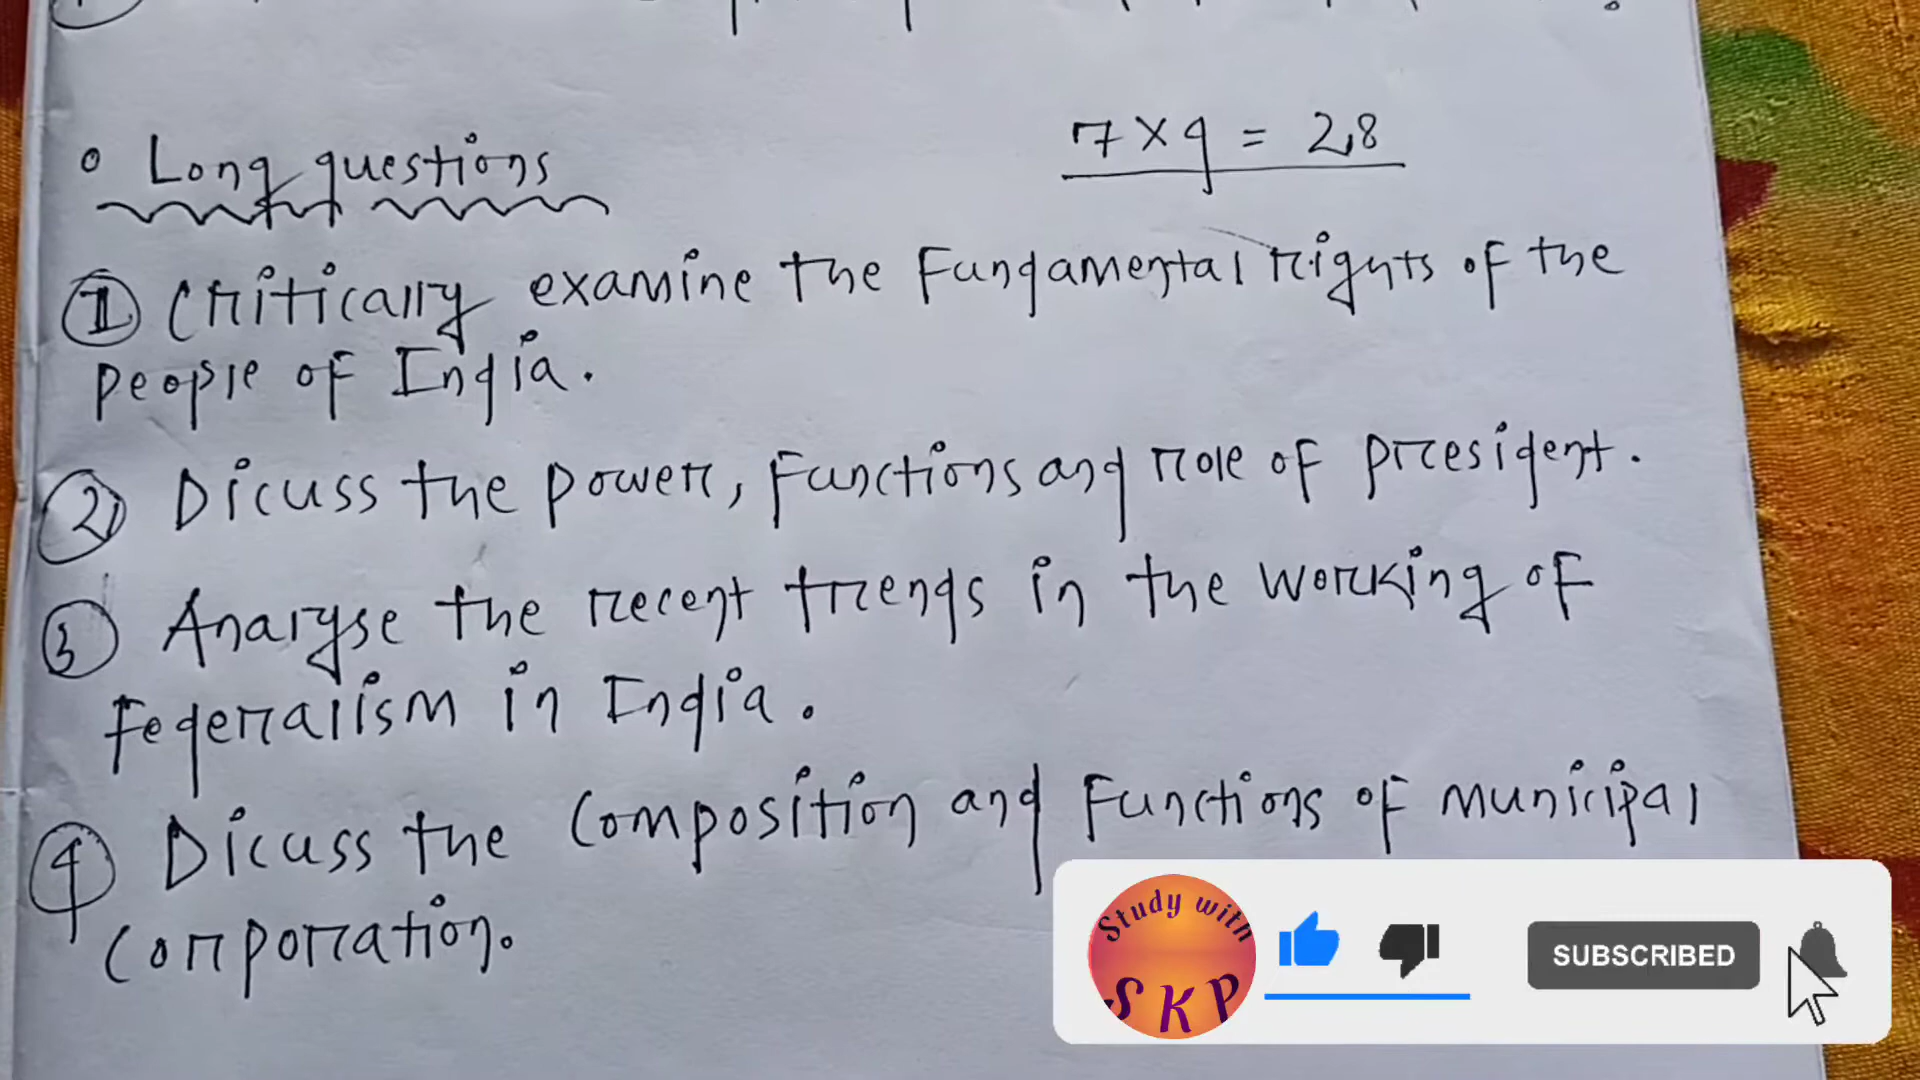 Long questions
7 X 4 = 28
① Critically examine the Fundamental rights of the
people of India.
② Dicuss the power, Functions and role of president.
③ Analyse the recent trends in the working of
Federalism in India.
④ Dicuss the composition and Functions of municipal
corporation.
Study with
SKP
SUBSCRIBED